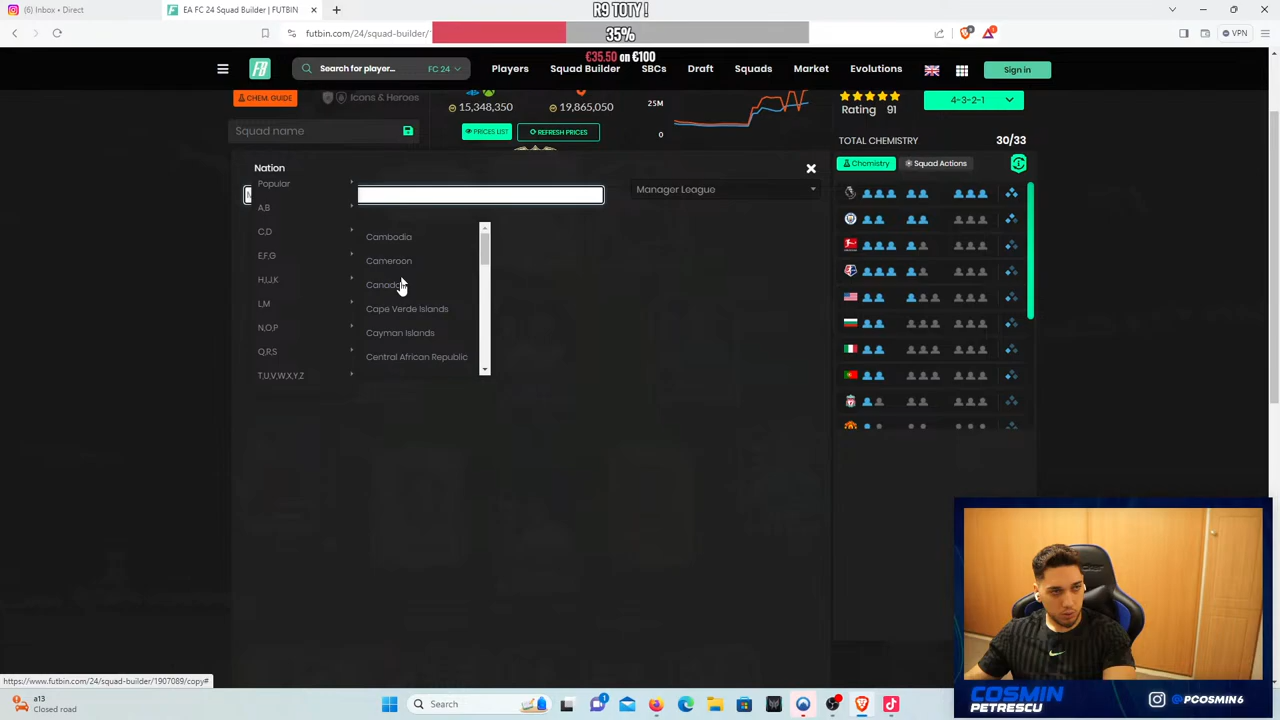 (6) Inbox • Direct
EA FC 24 Squad Builder | FUTBIN
R9 TOTY !
futbin.com/24/squad-builder/
35%
VPN
€35.50 on €100
Search for player...
FC 24
Players
Squad Builder
SBCs
Draft
Squads
Market
Evolutions
Sign in
CHEM. GUIDE
Icons & Heroes
15,348,350
19,865,050
25M
0
Rating 91
4-3-2-1
Squad name
PRICES LIST
REFRESH PRICES
TOTAL CHEMISTRY
30/33
Chemistry
Squad Actions
Nation
Manager League
Popular
A,B
C,D
E,F,G
H,I,J,K
L,M
N,O,P
Q,R,S
T,U,V,W,X,Y,Z
Cambodia
Cameroon
Canada
Cape Verde Islands
Cayman Islands
Central African Republic
https://www.futbin.com/24/squad-builder/1907089/copy#
a13
Closed road
Search
COSMIN
PETRESCU
@PCOSMIN6